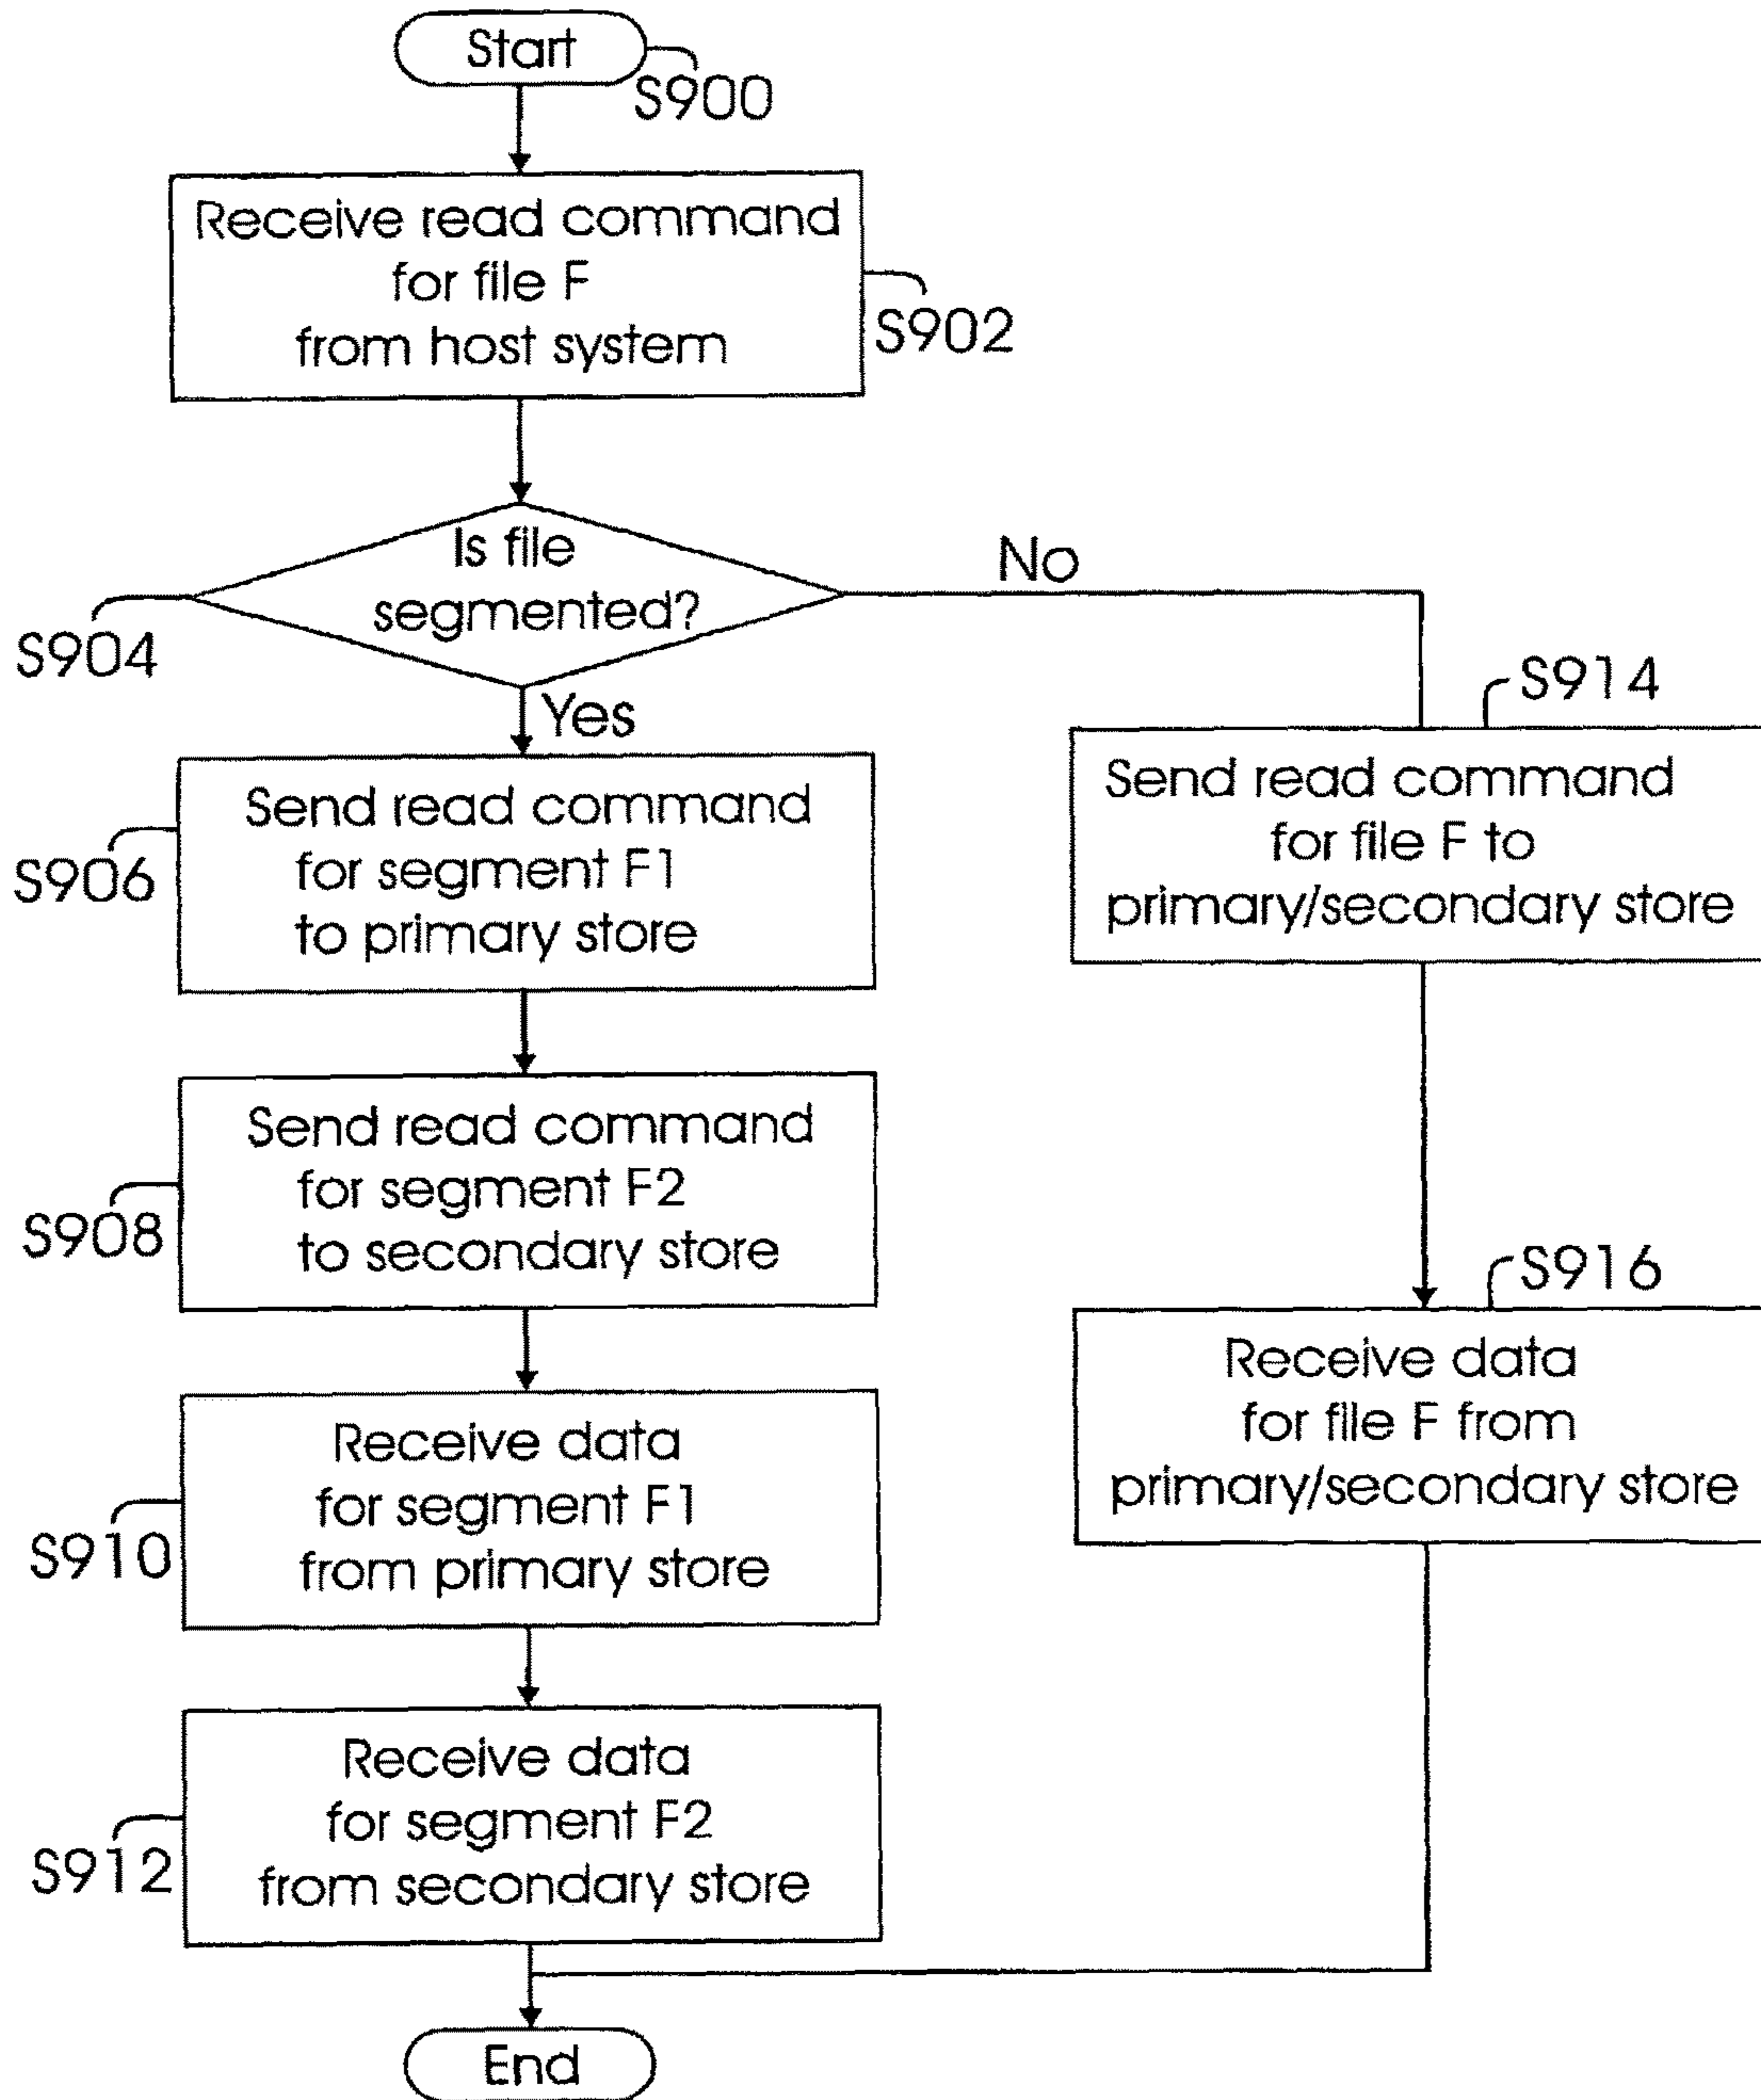 Start
S900
Receive read command
for file F
from host system
S902
Is file
segmented?
S904
No
Yes
Send read command
for segment F1
to primary store
S906
S914
Send read command
for file F to
primary/secondary store
Send read command
for segment F2
to secondary store
S908
S916
Receive data
for file F from
primary/secondary store
Receive data
for segment F1
from primary store
S910
Receive data
for segment F2
from secondary store
S912
End